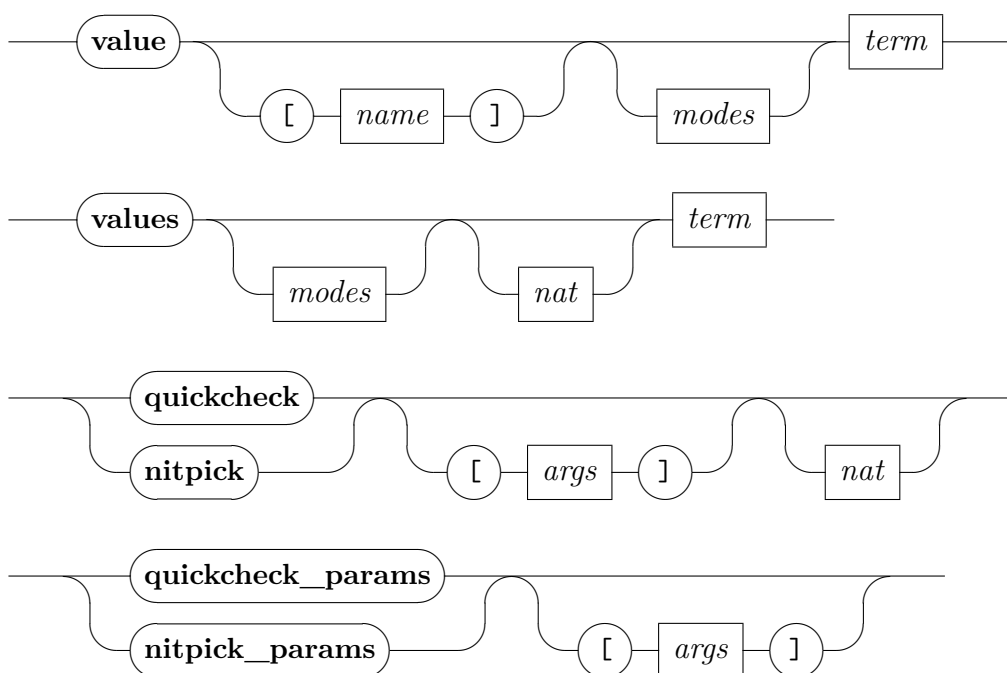 value term
[ name ] modes
values term
modes nat
quickcheck
nitpick [ args ] nat
quickcheck_params
nitpick_params [ args ]